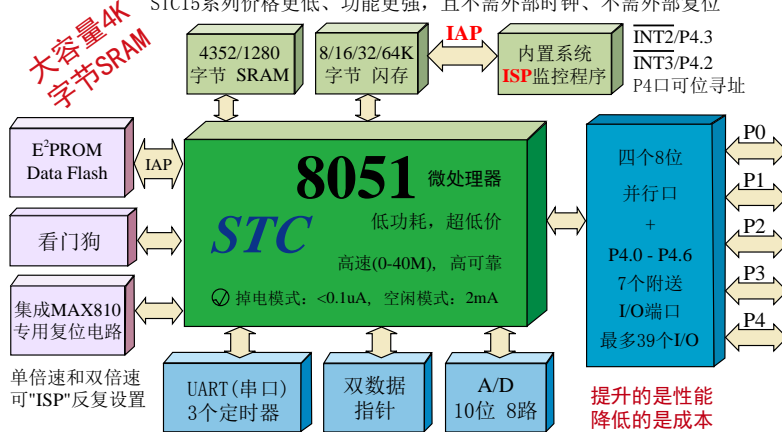 STC15系列价格更低、功能更强，且不需外部时钟、不需外部复位
大容量4K
字节SRAM
4352/1280
字节 SRAM
8/16/32/64K
字节 闪存
IAP
内置系统
ISP监控程序
INT2/P4.3
INT3/P4.2
P4口可位寻址
E²PROM
Data Flash
IAP
看门狗
集成MAX810
专用复位电路
单倍速和双倍速
可"ISP"反复设置
8051 微处理器
STC
低功耗，超低价
高速(0-40M)，高可靠
掉电模式：<0.1uA，空闲模式：2mA
四个8位
并行口
+
P4.0 - P4.6
7个附送
I/O端口
最多39个I/O
P0
P1
P2
P3
P4
UART(串口)
3个定时器
双数据
指针
A/D
10位 8路
提升的是性能
降低的是成本